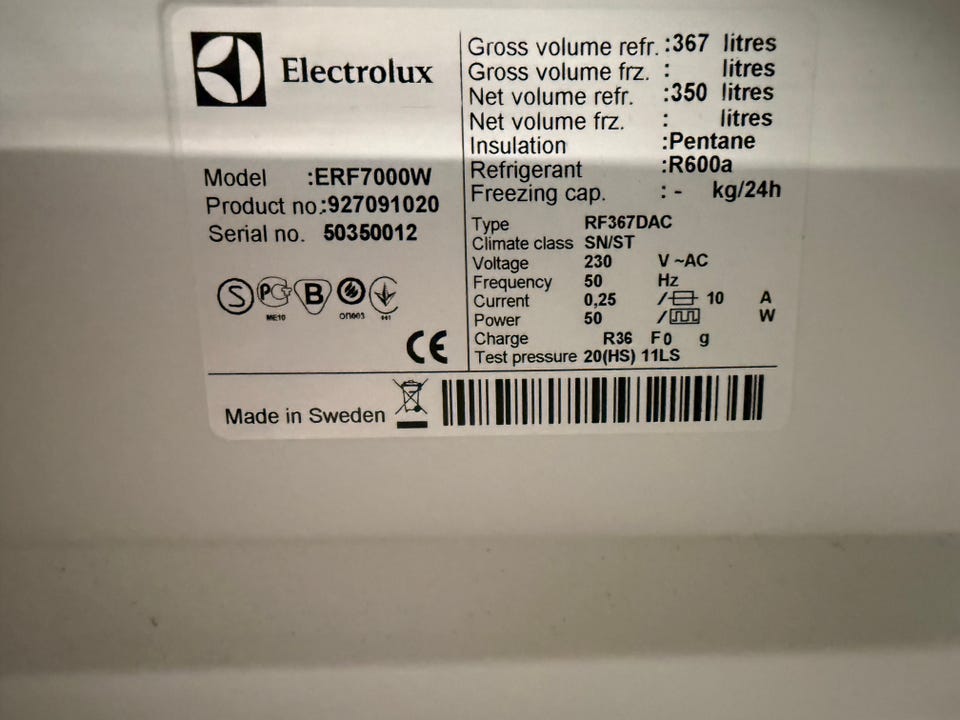 Electrolux
Model :ERF7000W
Product no.:927091020
Serial no. 50350012
S PCT B
ME10 ОП003
CE
Gross volume refr. :367 litres
Gross volume frz. : litres
Net volume refr. :350 litres
Net volume frz. : litres
Insulation :Pentane
Refrigerant :R600a
Freezing cap. : - kg/24h
Type RF367DAC
Climate class SN/ST
Voltage 230 V ~AC
Frequency 50 Hz
Current 0,25 / 10 A
Power 50 / W
Charge R36 F0 g
Test pressure 20(HS) 11LS
Made in Sweden